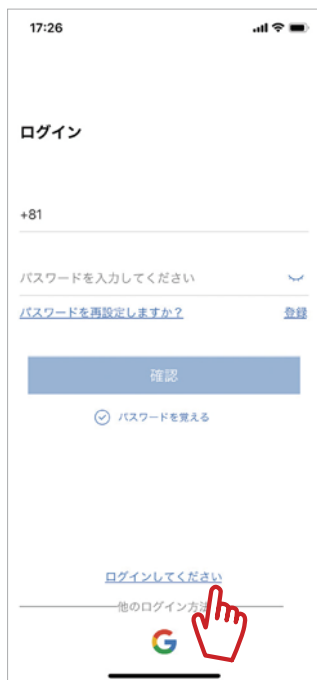 17:26
ログイン
+81
パスワードを入力してください
パスワードを再設定しますか？ 登録
確認
パスワードを覚える
ログインしてください
他のログイン方法